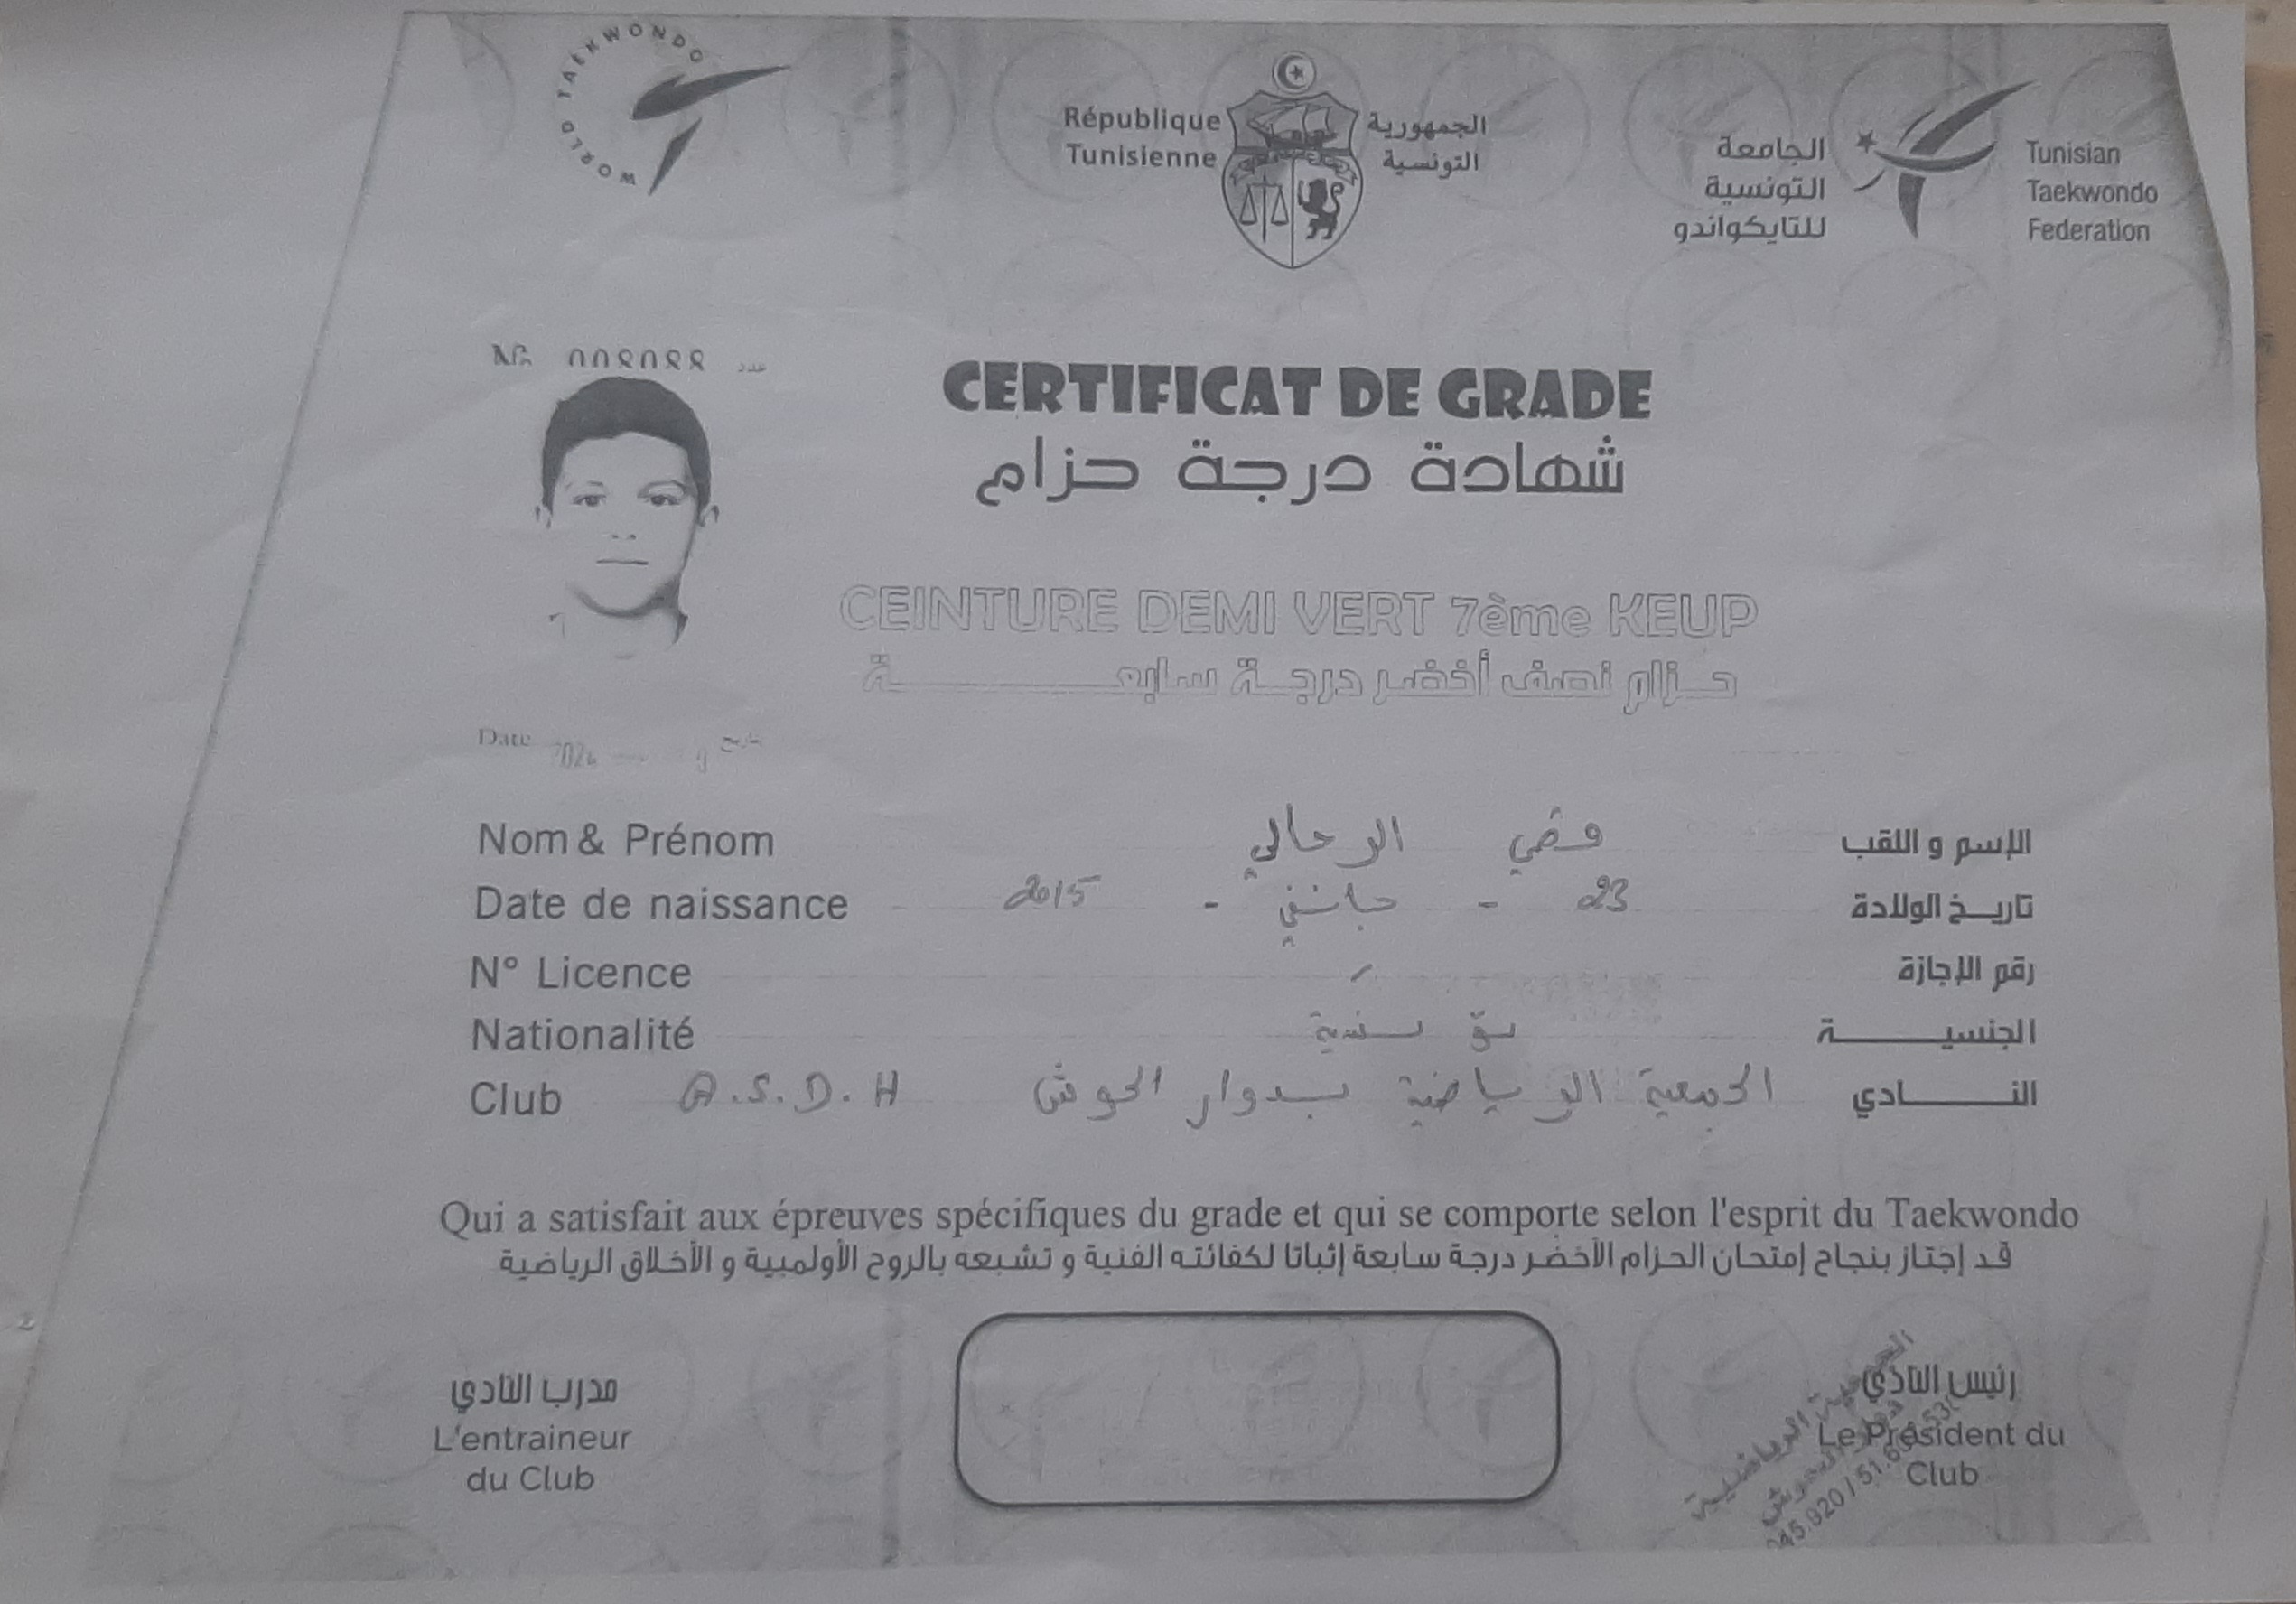 WORLD TAEKWONDO
République الجمهورية
Tunisienne التونسية
الجامعة
التونسية
للتايكواندو
Tunisian
Taekwondo
Federation
عدد
CERTIFICAT DE GRADE
شهادة درجة حزام
CEINTURE DEMI VERT 7ème KEUP
حزام نصف أخضر درجة سابعة
Date
Nom & Prénom الرحالي الإسم و اللقب
Date de naissance 23 - جانفي - 2015 تاريخ الولادة
N° Licence / رقم الإجازة
Nationalité تونسية الجنسية
Club A.S.D.H الجمعية الرياضية بدوار الحوش النادي
Qui a satisfait aux épreuves spécifiques du grade et qui se comporte selon l'esprit du Taekwondo
قد إجتاز بنجاح إمتحان الحزام الأخضر درجة سابعة إثباتا لكفائته الفنية و تشبعه بالروح الأولمبية و الأخلاق الرياضية
مدرب النادي
L'entraineur
du Club
رئيس النادي
Le Président du
Club